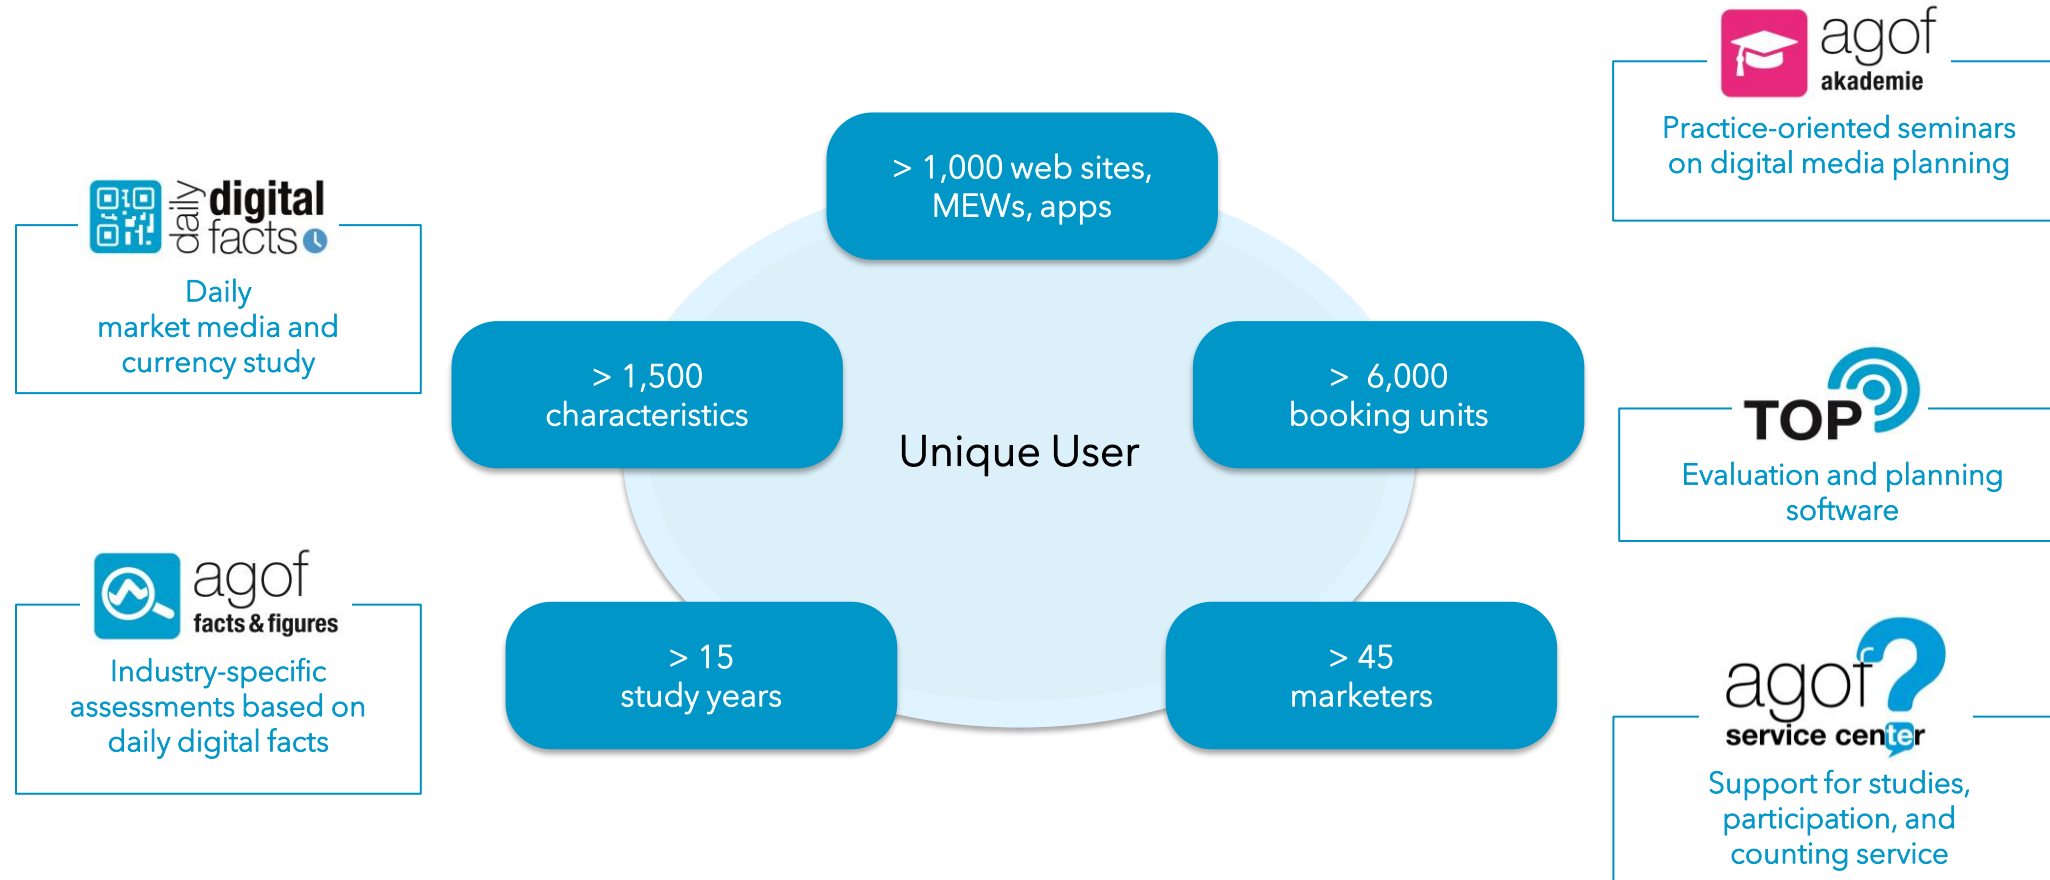 daily digital
facts
Daily
market media and
currency study
agof
facts & figures
Industry-specific
assessments based on
daily digital facts
> 1,000 web sites,
MEWs, apps
> 1,500
characteristics
> 6,000
booking units
Unique User
> 15
study years
> 45
marketers
agof
akademie
Practice-oriented seminars
on digital media planning
TOP
Evaluation and planning
software
agof?
service center
Support for studies,
participation, and
counting service